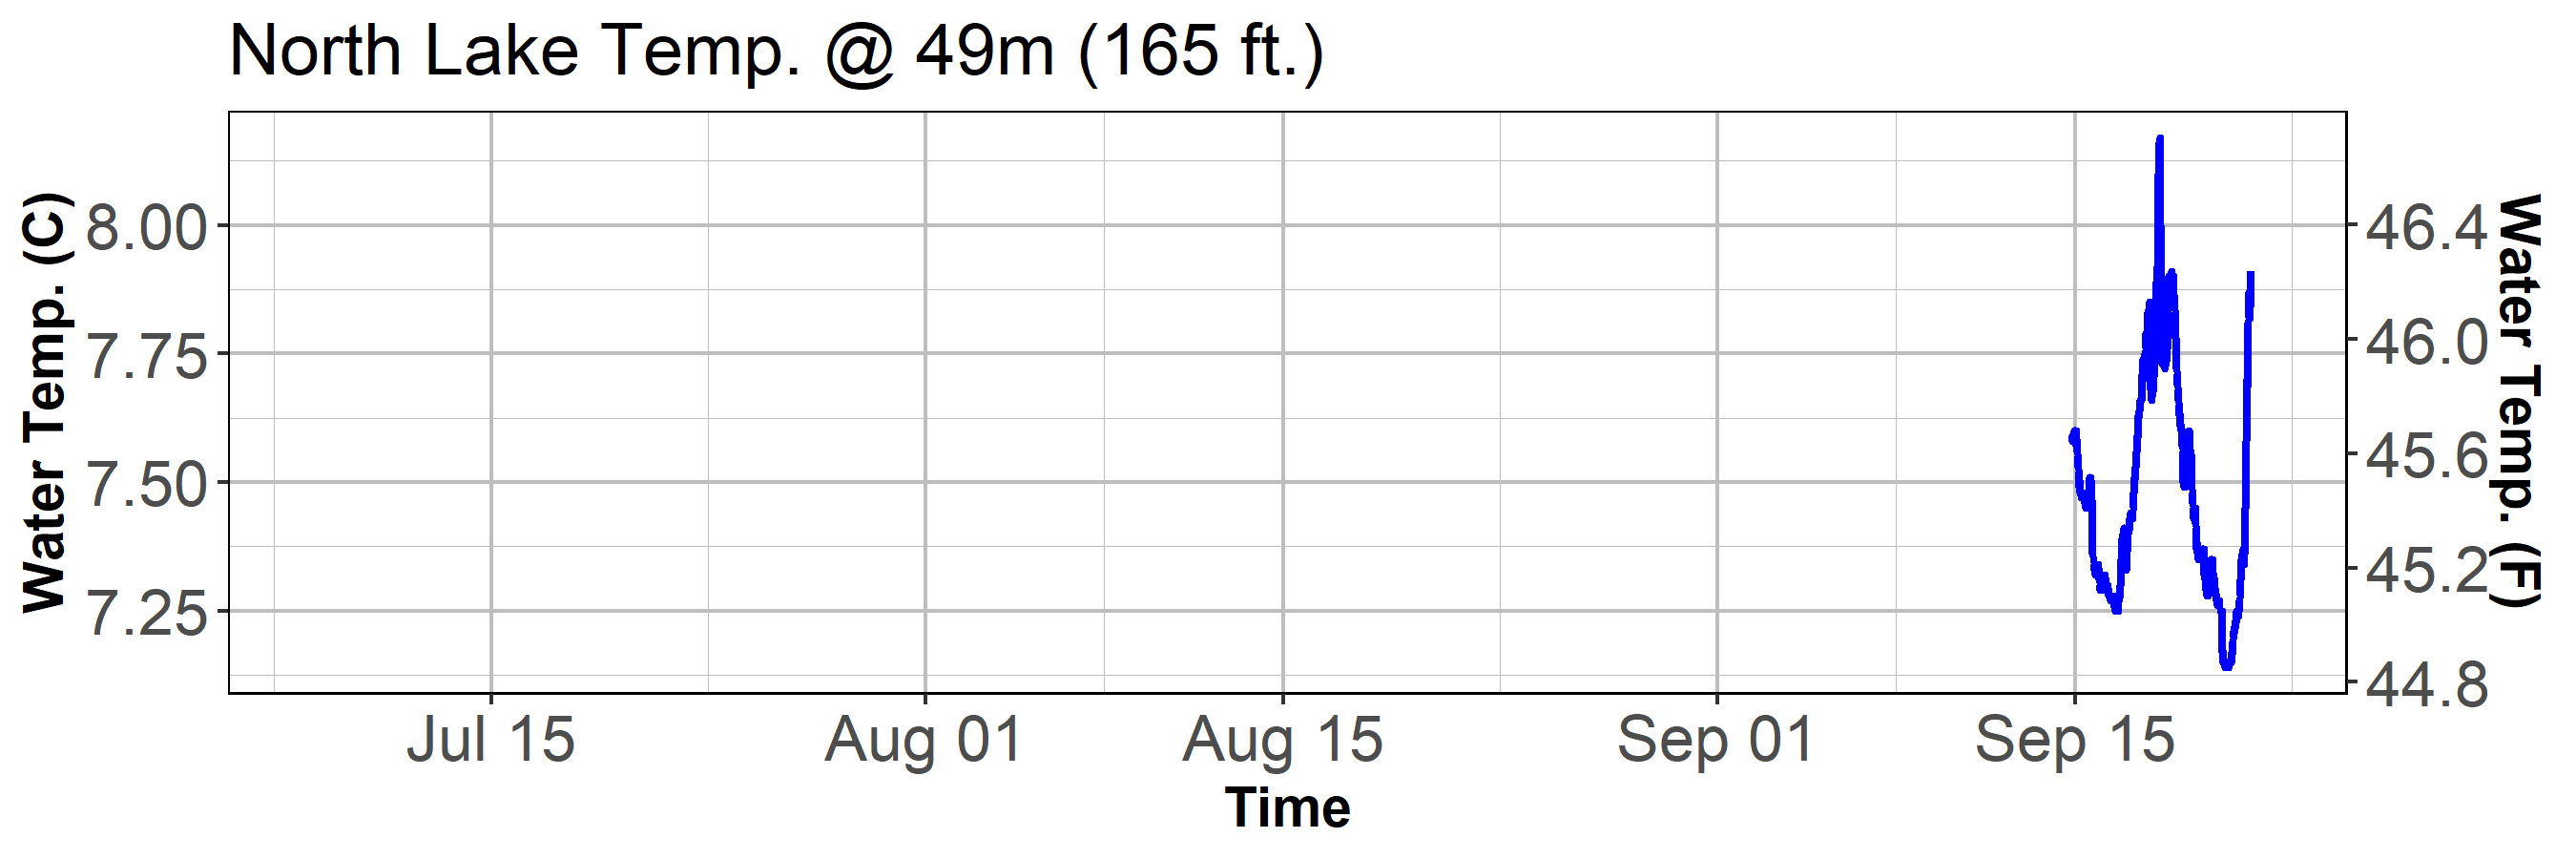 North Lake Temp. @ 49m (165 ft.)
Water Temp. (C)
8.00
7.75
7.50
7.25
46.4
46.0
45.6
45.2
44.8
Water Temp. (F)
Jul 15
Aug 01
Aug 15
Sep 01
Sep 15
Time